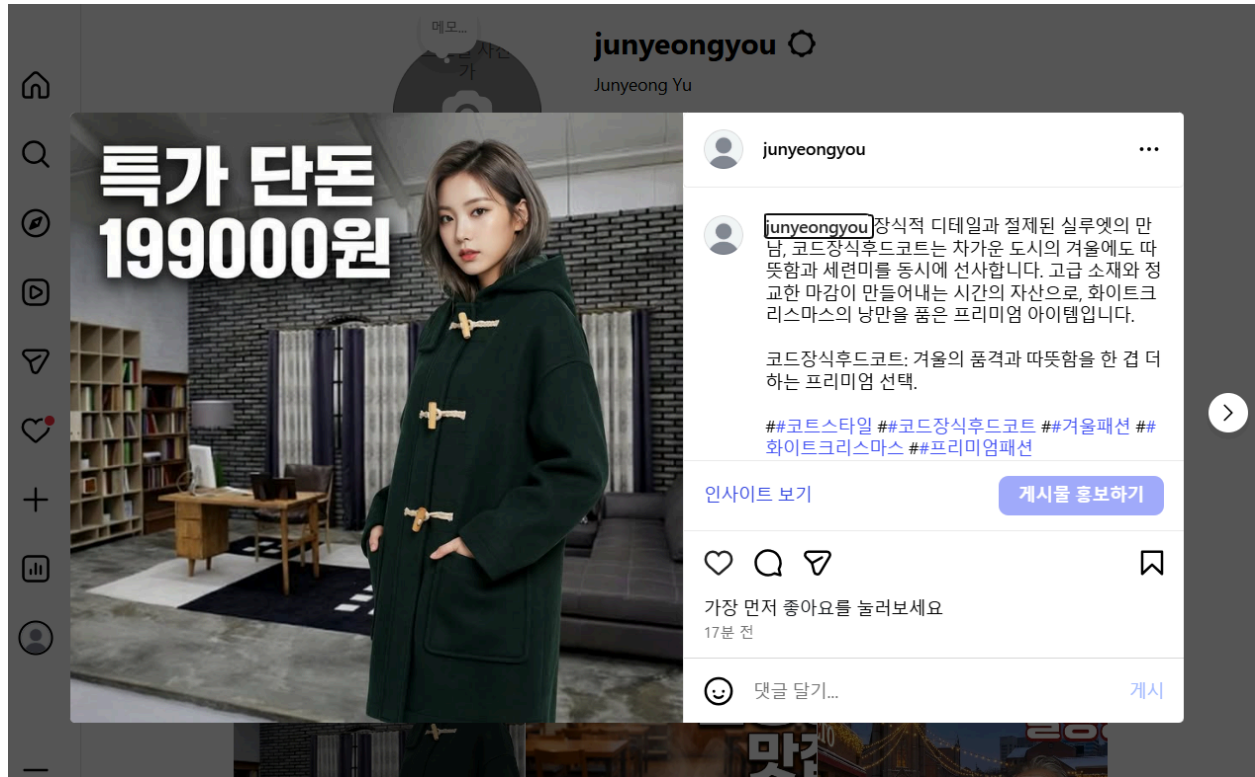 메모...
junyeongyou
Junyeong Yu
특가 단돈
199000원
junyeongyou
junyeongyou 장식적 디테일과 절제된 실루엣의 만
남, 코드장식후드코트는 차가운 도시의 겨울에도 따
뜻함과 세련미를 동시에 선사합니다. 고급 소재와 정
교한 마감이 만들어내는 시간의 자산으로, 화이트크
리스마스의 낭만을 품은 프리미엄 아이템입니다.
코드장식후드코트: 겨울의 품격과 따뜻함을 한 겹 더
하는 프리미엄 선택.
##코트스타일 ##코드장식후드코트 ##겨울패션 ##
화이트크리스마스 ##프리미엄패션
인사이트 보기
게시물 홍보하기
가장 먼저 좋아요를 눌러보세요
17분 전
댓글 달기...
게시